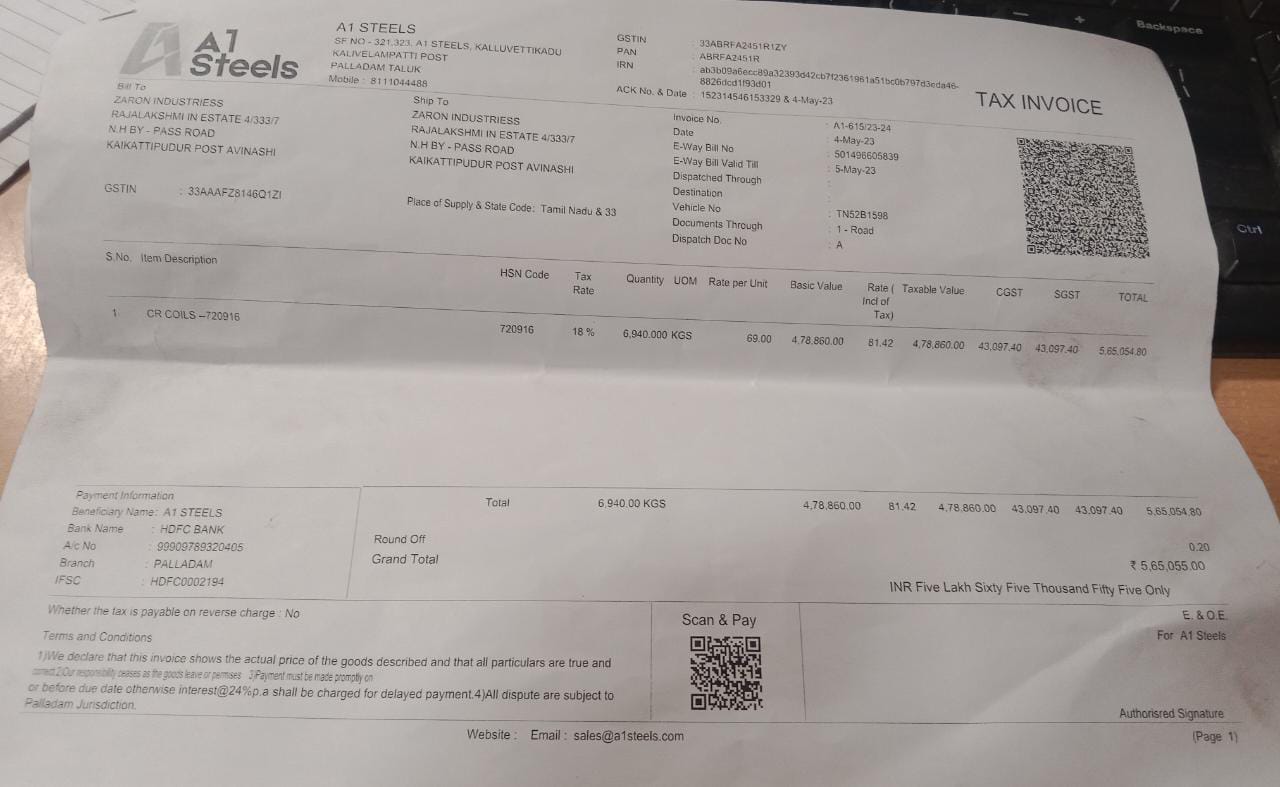 A1
Steels
A1 STEELS
SF NO - 321,323, A1 STEELS, KALLUVETTIKADU
KALIVELAMPATTI POST
PALLADAM TALUK
Mobile : 8111044488
GSTIN : 33ABRFA2451R1ZY
PAN : ABRFA2451R
IRN : ab3b09a6ecc89a32393d42cb7f2361961a51bc0b797d3eda46-
8826dcd1f93d01
ACK No. & Date : 152314546153329 & 4-May-23
TAX INVOICE
Bill To
ZARON INDUSTRIESS
RAJALAKSHMI IN ESTATE 4/333/7
N.H BY - PASS ROAD
KAIKATTIPUDUR POST AVINASHI
GSTIN : 33AAAFZ8146Q1ZI
Ship To
ZARON INDUSTRIESS
RAJALAKSHMI IN ESTATE 4/333/7
N.H BY - PASS ROAD
KAIKATTIPUDUR POST AVINASHI
Place of Supply & State Code: Tamil Nadu & 33
Invoice No. : A1-615/23-24
Date : 4-May-23
E-Way Bill No : 501496605839
E-Way Bill Valid Till : 5-May-23
Dispatched Through :
Destination :
Vehicle No : TN52B1598
Documents Through : 1 - Road
Dispatch Doc No : A
S.No. Item Description HSN Code Tax Rate Quantity UOM Rate per Unit Basic Value Rate ( Incl of Tax) Taxable Value CGST SGST TOTAL
1 CR COILS –720916 720916 18 % 6,940.000 KGS 69.00 4,78,860.00 81.42 4,78,860.00 43,097.40 43,097.40 5,65,054.80
Total 6,940.00 KGS 4,78,860.00 81.42 4,78,860.00 43,097.40 43,097.40 5,65,054.80
Round Off 0.20
Grand Total ₹ 5,65,055.00
INR Five Lakh Sixty Five Thousand Fifty Five Only
Payment Information
Beneficiary Name: A1 STEELS
Bank Name : HDFC BANK
A/c No : 99909789320405
Branch : PALLADAM
IFSC : HDFC0002194
Whether the tax is payable on reverse charge : No
Terms and Conditions
1)We declare that this invoice shows the actual price of the goods described and that all particulars are true and
correct.2)Our responsibility ceases as the goods leave or permises 3)Payment must be made promptly on
or before due date otherwise interest@24%p.a shall be charged for delayed payment.4)All dispute are subject to
Palladam Jurisdiction.
Scan & Pay
E. & O.E.
For A1 Steels
Authorisred Signature
Website : Email : sales@a1steels.com
(Page 1)
Backspace
Ctrl